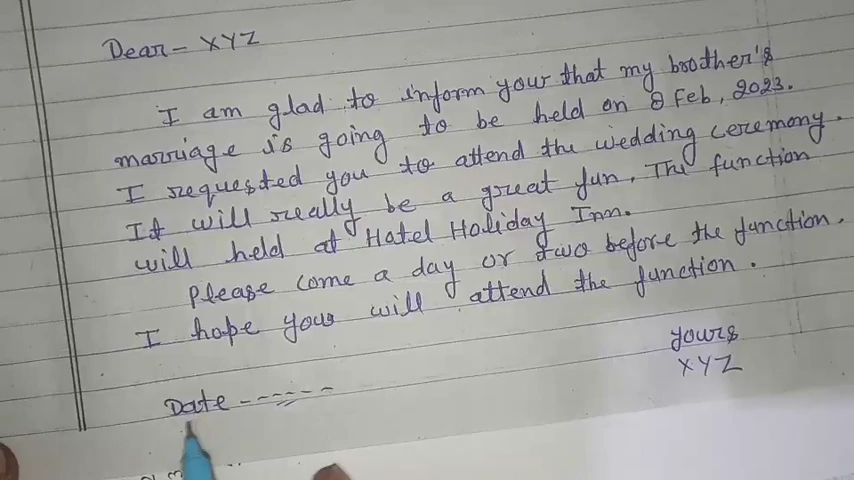 Dear - XYZ
I am glad to inform your that my brother's
marriage is going to be held on 8 Feb, 2023.
I requested you to attend the wedding ceremony.
It will really be a great fun. The function
will held at Hotel Holiday Inn.
Please come a day or two before the function.
I hope your will attend the function.
Yours
XYZ
Date ------